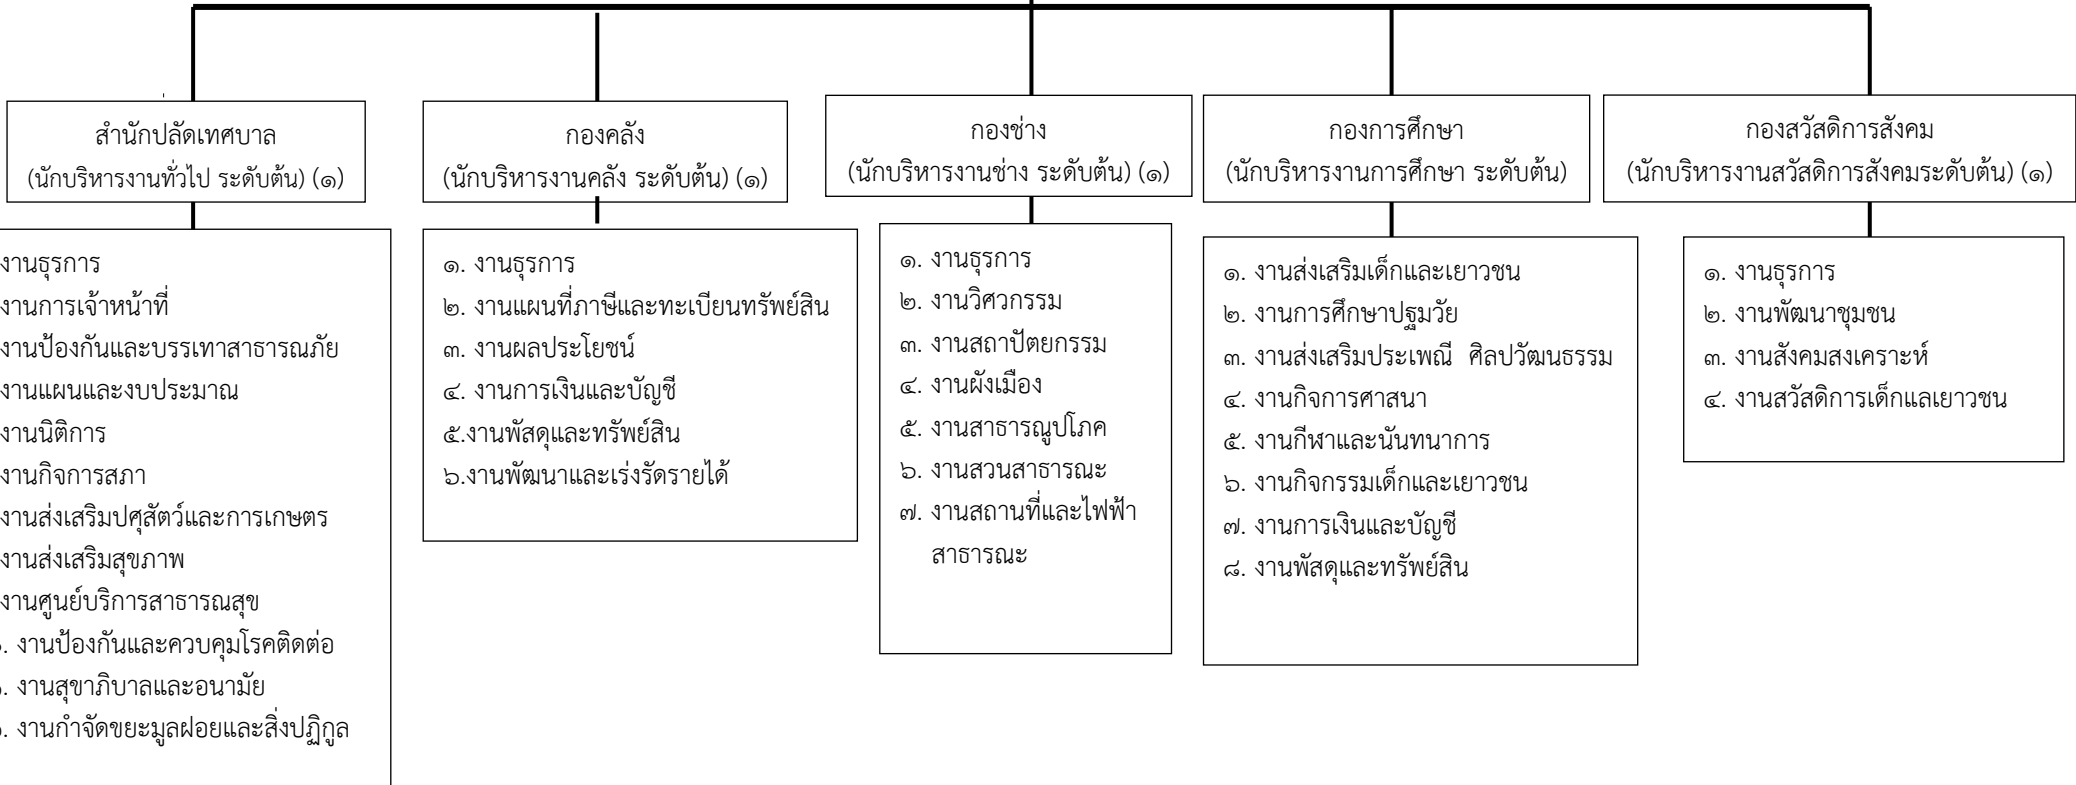 สำนักปลัดเทศบาล
(นักบริหารงานทั่วไป ระดับต้น) (๑)
งานธุรการ
งานการเจ้าหน้าที่
งานป้องกันและบรรเทาสาธารณภัย
งานแผนและงบประมาณ
งานนิติการ
งานกิจการสภา
งานส่งเสริมปศุสัตว์และการเกษตร
งานส่งเสริมสุขภาพ
งานศูนย์บริการสาธารณสุข
. งานป้องกันและควบคุมโรคติดต่อ
. งานสุขาภิบาลและอนามัย
. งานกำจัดขยะมูลฝอยและสิ่งปฏิกูล
กองคลัง
(นักบริหารงานคลัง ระดับต้น) (๑)
๑. งานธุรการ
๒. งานแผนที่ภาษีและทะเบียนทรัพย์สิน
๓. งานผลประโยชน์
๔. งานการเงินและบัญชี
๕.งานพัสดุและทรัพย์สิน
๖.งานพัฒนาและเร่งรัดรายได้
กองช่าง
(นักบริหารงานช่าง ระดับต้น) (๑)
๑. งานธุรการ
๒. งานวิศวกรรม
๓. งานสถาปัตยกรรม
๔. งานผังเมือง
๕. งานสาธารณูปโภค
๖. งานสวนสาธารณะ
๗. งานสถานที่และไฟฟ้า
สาธารณะ
กองการศึกษา
(นักบริหารงานการศึกษา ระดับต้น)
๑. งานส่งเสริมเด็กและเยาวชน
๒. งานการศึกษาปฐมวัย
๓. งานส่งเสริมประเพณี ศิลปวัฒนธรรม
๔. งานกิจการศาสนา
๕. งานกีฬาและนันทนาการ
๖. งานกิจกรรมเด็กและเยาวชน
๗. งานการเงินและบัญชี
๘. งานพัสดุและทรัพย์สิน
กองสวัสดิการสังคม
(นักบริหารงานสวัสดิการสังคมระดับต้น) (๑)
๑. งานธุรการ
๒. งานพัฒนาชุมชน
๓. งานสังคมสงเคราะห์
๔. งานสวัสดิการเด็กแลเยาวชน